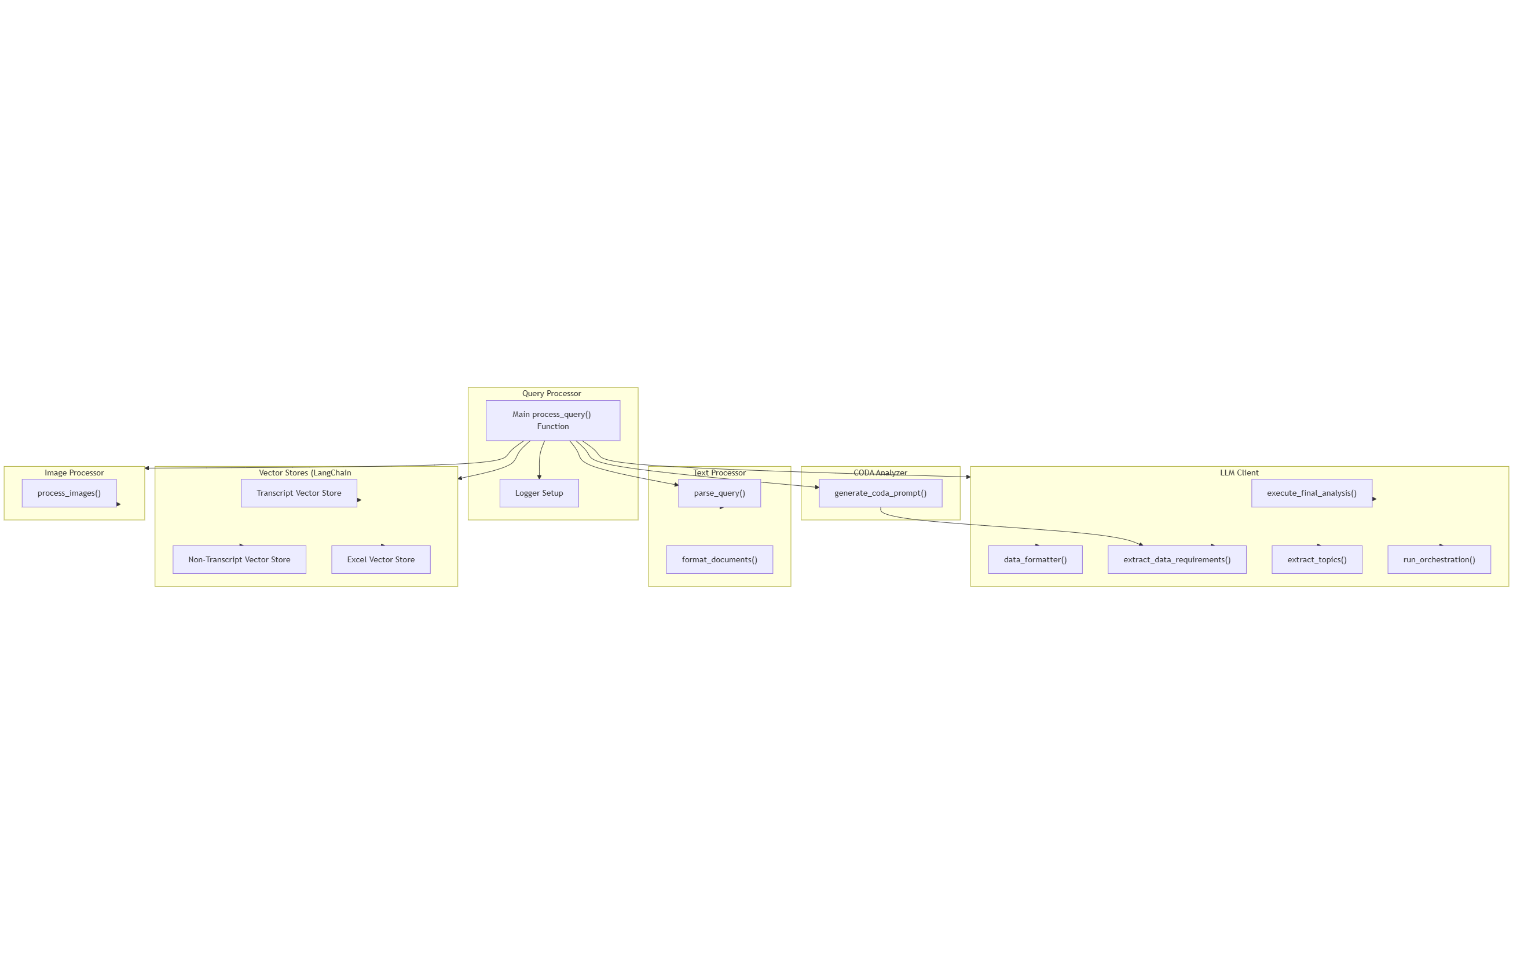 Query Processor
Main process_query()
Function
Image Processor
Vector Stores (LangChain
Text Processor
CODA Analyzer
LLM Client
process_images()
Transcript Vector Store
Logger Setup
parse_query()
generate_coda_prompt()
execute_final_analysis()
Non-Transcript Vector Store
Excel Vector Store
format_documents()
data_formatter()
extract_data_requirements()
extract_topics()
run_orchestration()